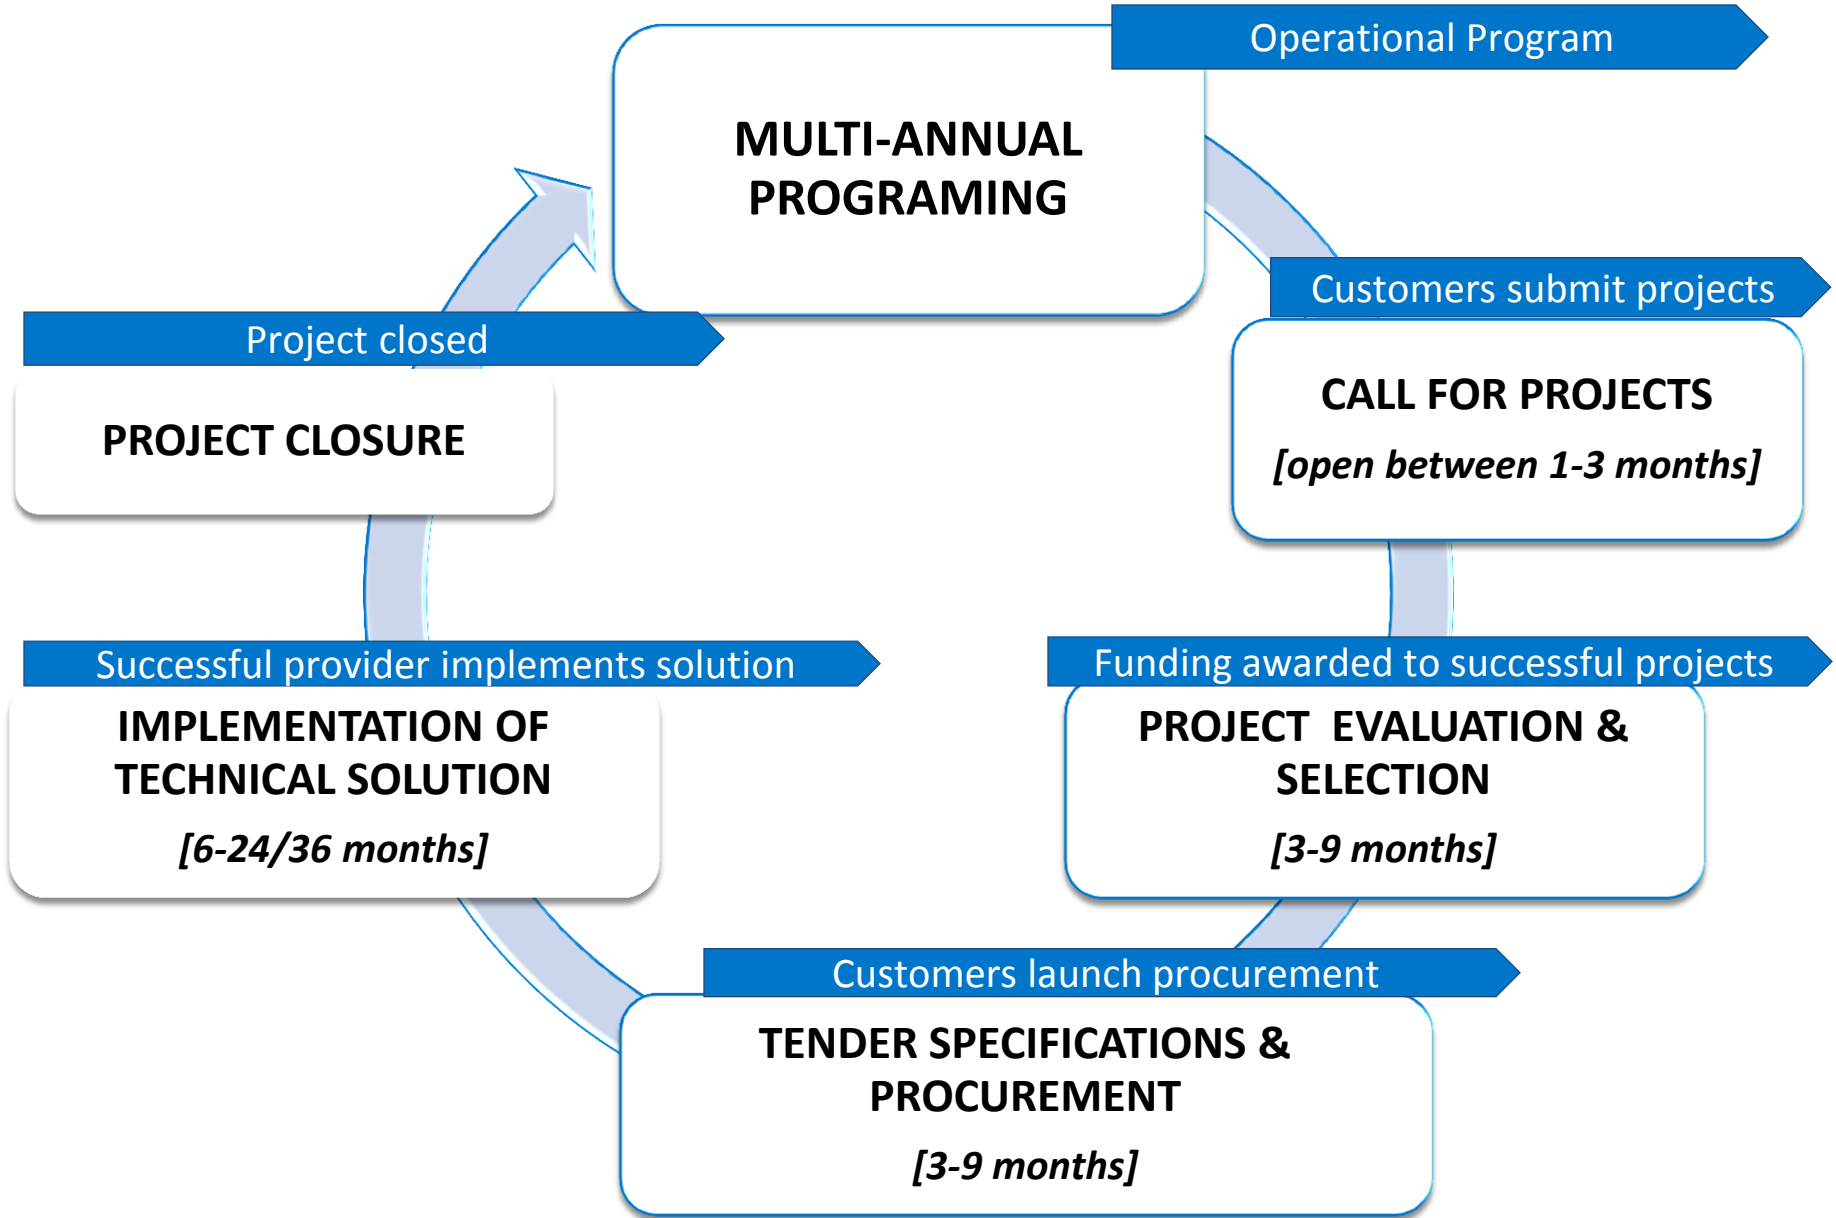 Operational Program
MULTI-ANNUAL
PROGRAMING
Customers submit projects
CALL FOR PROJECTS
[open between 1-3 months]
Funding awarded to successful projects
PROJECT EVALUATION &
SELECTION
[3-9 months]
Customers launch procurement
TENDER SPECIFICATIONS &
PROCUREMENT
[3-9 months]
Successful provider implements solution
IMPLEMENTATION OF
TECHNICAL SOLUTION
[6-24/36 months]
Project closed
PROJECT CLOSURE